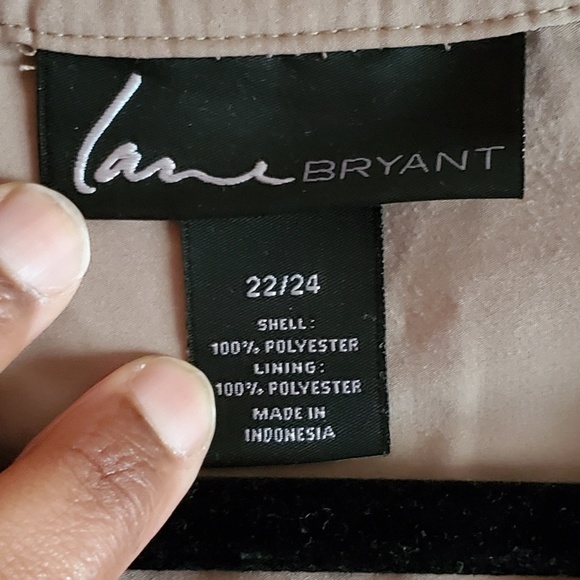 Lane BRYANT
22/24
SHELL:
100% POLYESTER
LINING:
100% POLYESTER
MADE IN
INDONESIA